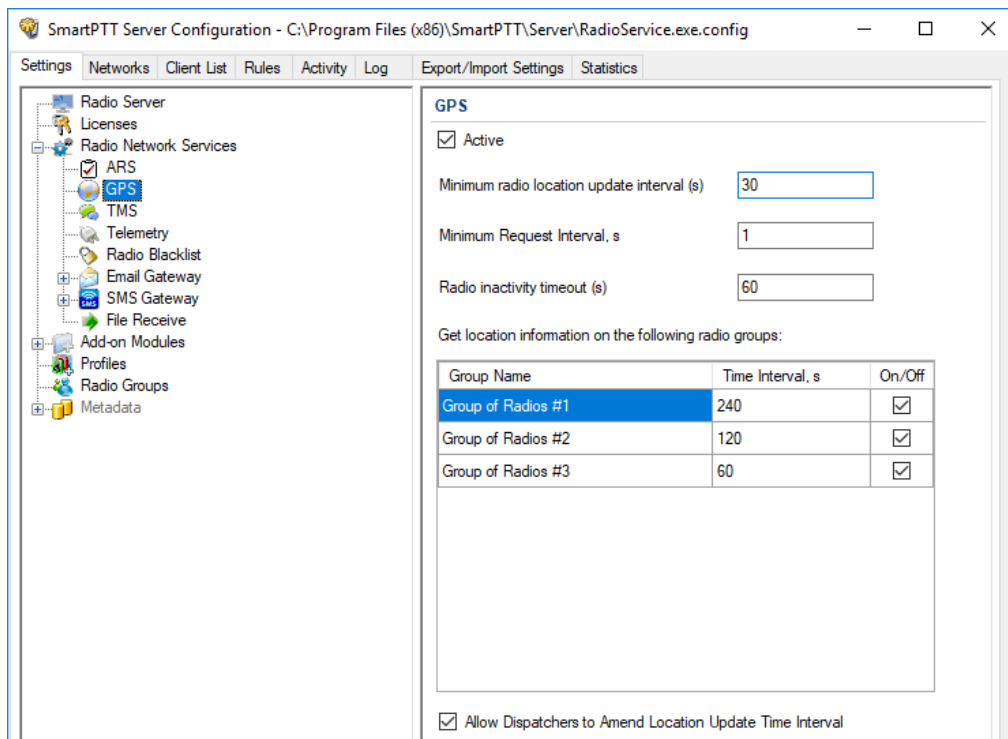 SmartPTT Server Configuration - C:\Program Files (x86)\SmartPTT\Server\RadioService.exe.config
Settings Networks Client List Rules Activity Log Export/Import Settings Statistics
Radio Server
Licenses
Radio Network Services
ARS
GPS
TMS
Telemetry
Radio Blacklist
Email Gateway
SMS Gateway
File Receive
Add-on Modules
Profiles
Radio Groups
Metadata
GPS
Active
Minimum radio location update interval (s) 30
Minimum Request Interval, s 1
Radio inactivity timeout (s) 60
Get location information on the following radio groups:
Group Name Time Interval, s On/Off
Group of Radios #1 240
Group of Radios #2 120
Group of Radios #3 60
Allow Dispatchers to Amend Location Update Time Interval